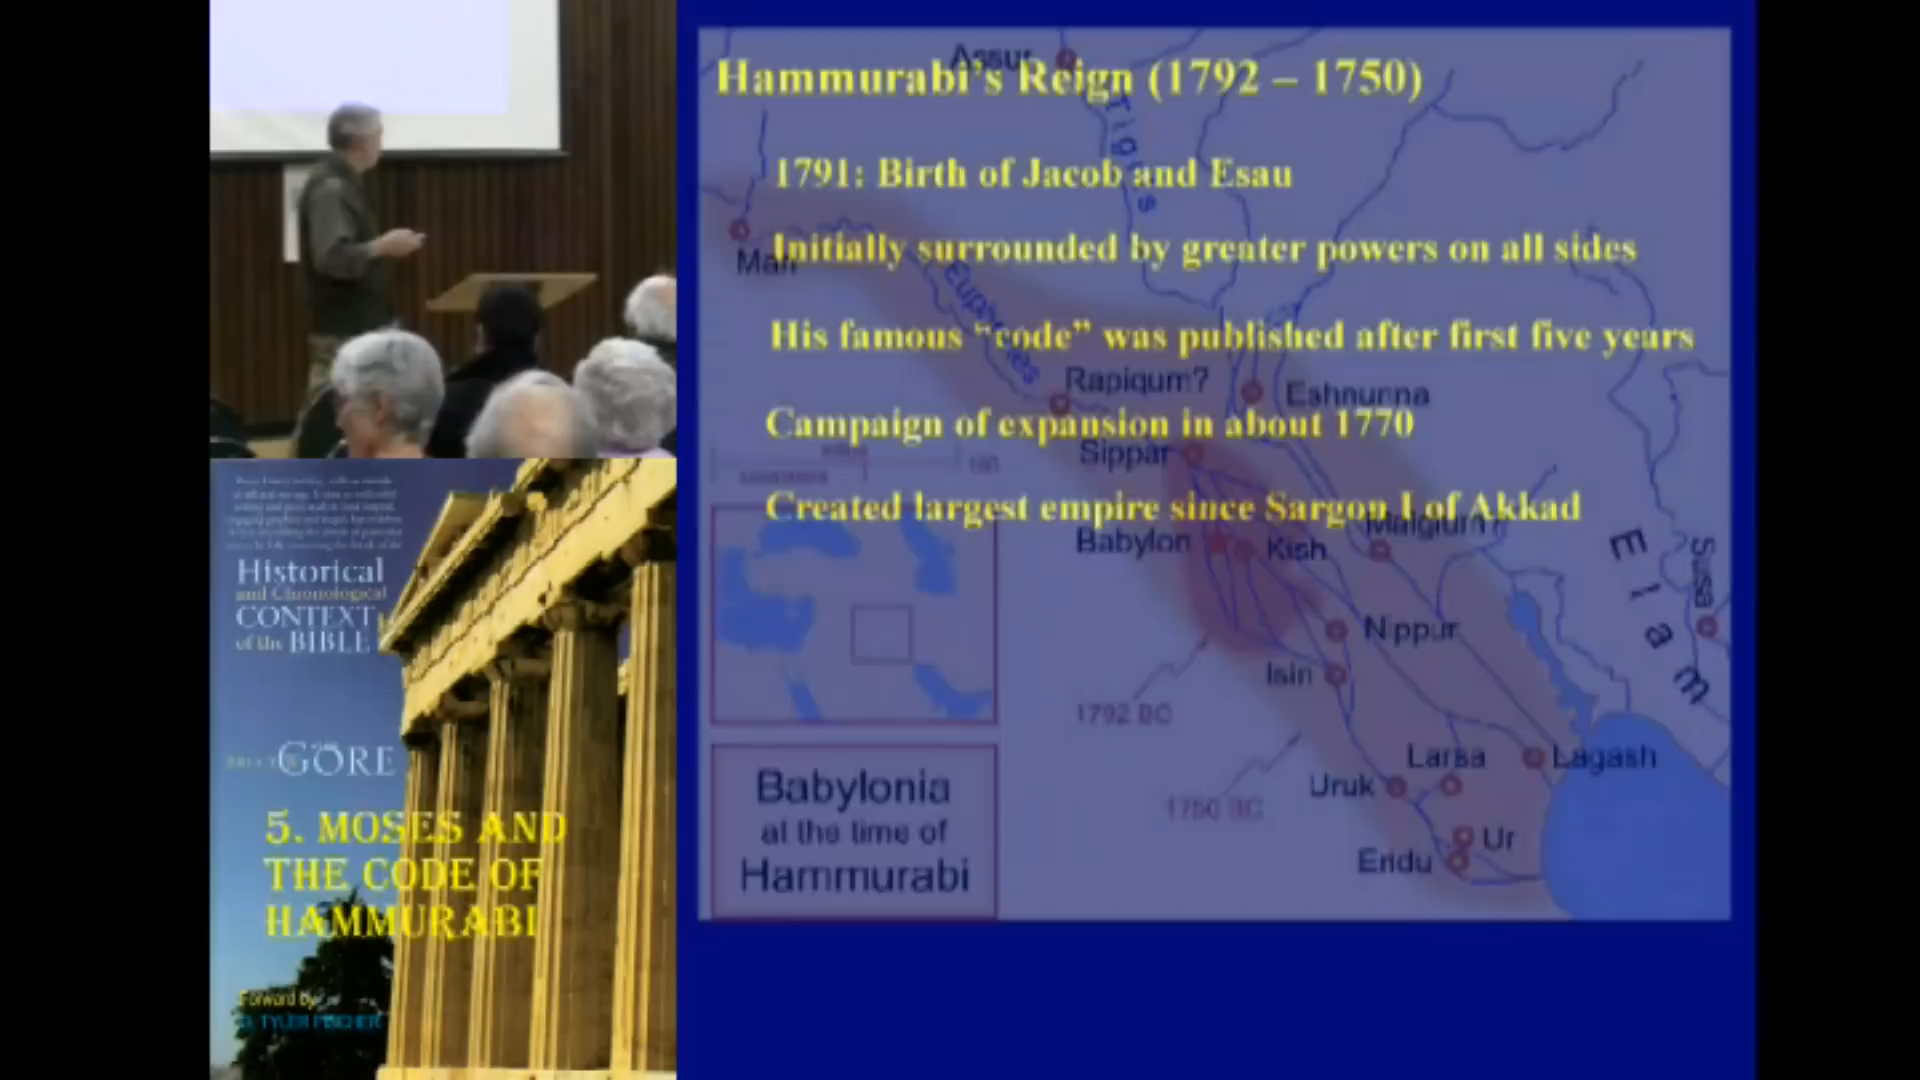 Hammurabi's Reign (1792 – 1750)
1791: Birth of Jacob and Esau
Initially surrounded by greater powers on all sides
His famous “code” was published after first five years
Campaign of expansion in about 1770
Created largest empire since Sargon I of Akkad
Assur
Tigris
Mari
Euphrates
Rapiqum?
Eshnunna
Sippar
Babylon
Kish
Malgium?
Elam
Susa
Nippur
Isin
1792 BC
Larsa
Lagash
Uruk
1750 BC
Ur
Eridu
Babylonia
at the time of
Hammurabi
Historical
and Chronological
CONTEXT
of the BIBLE
GORE
5. MOSES AND
THE CODE OF
HAMMURABI
Forward by
G. TYLER FISCHER